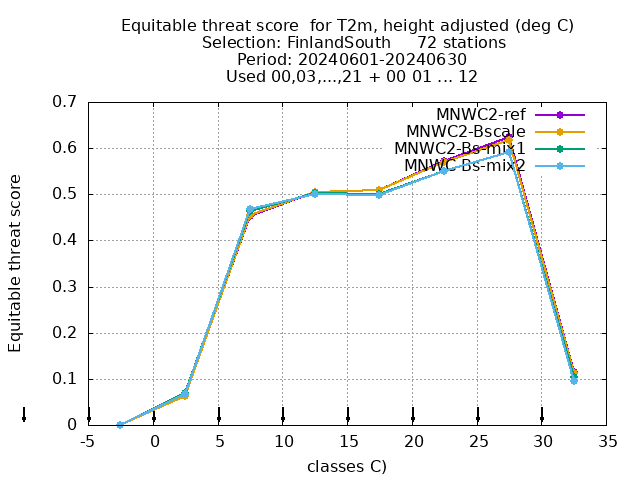 Equitable threat score  for T2m, height adjusted (deg C)
Selection: FinlandSouth     72 stations
Period: 20240601-20240630
Used 00,03,...,21 + 00 01 ... 12
MNWC2-ref
MNWC2-Bscale
MNWC2-Bs-mix1
MNWC-Bs-mix2
Equitable threat score
0.7
0.6
0.5
0.4
0.3
0.2
0.1
0
-5 0 5 10 15 20 25 30 35
classes C)